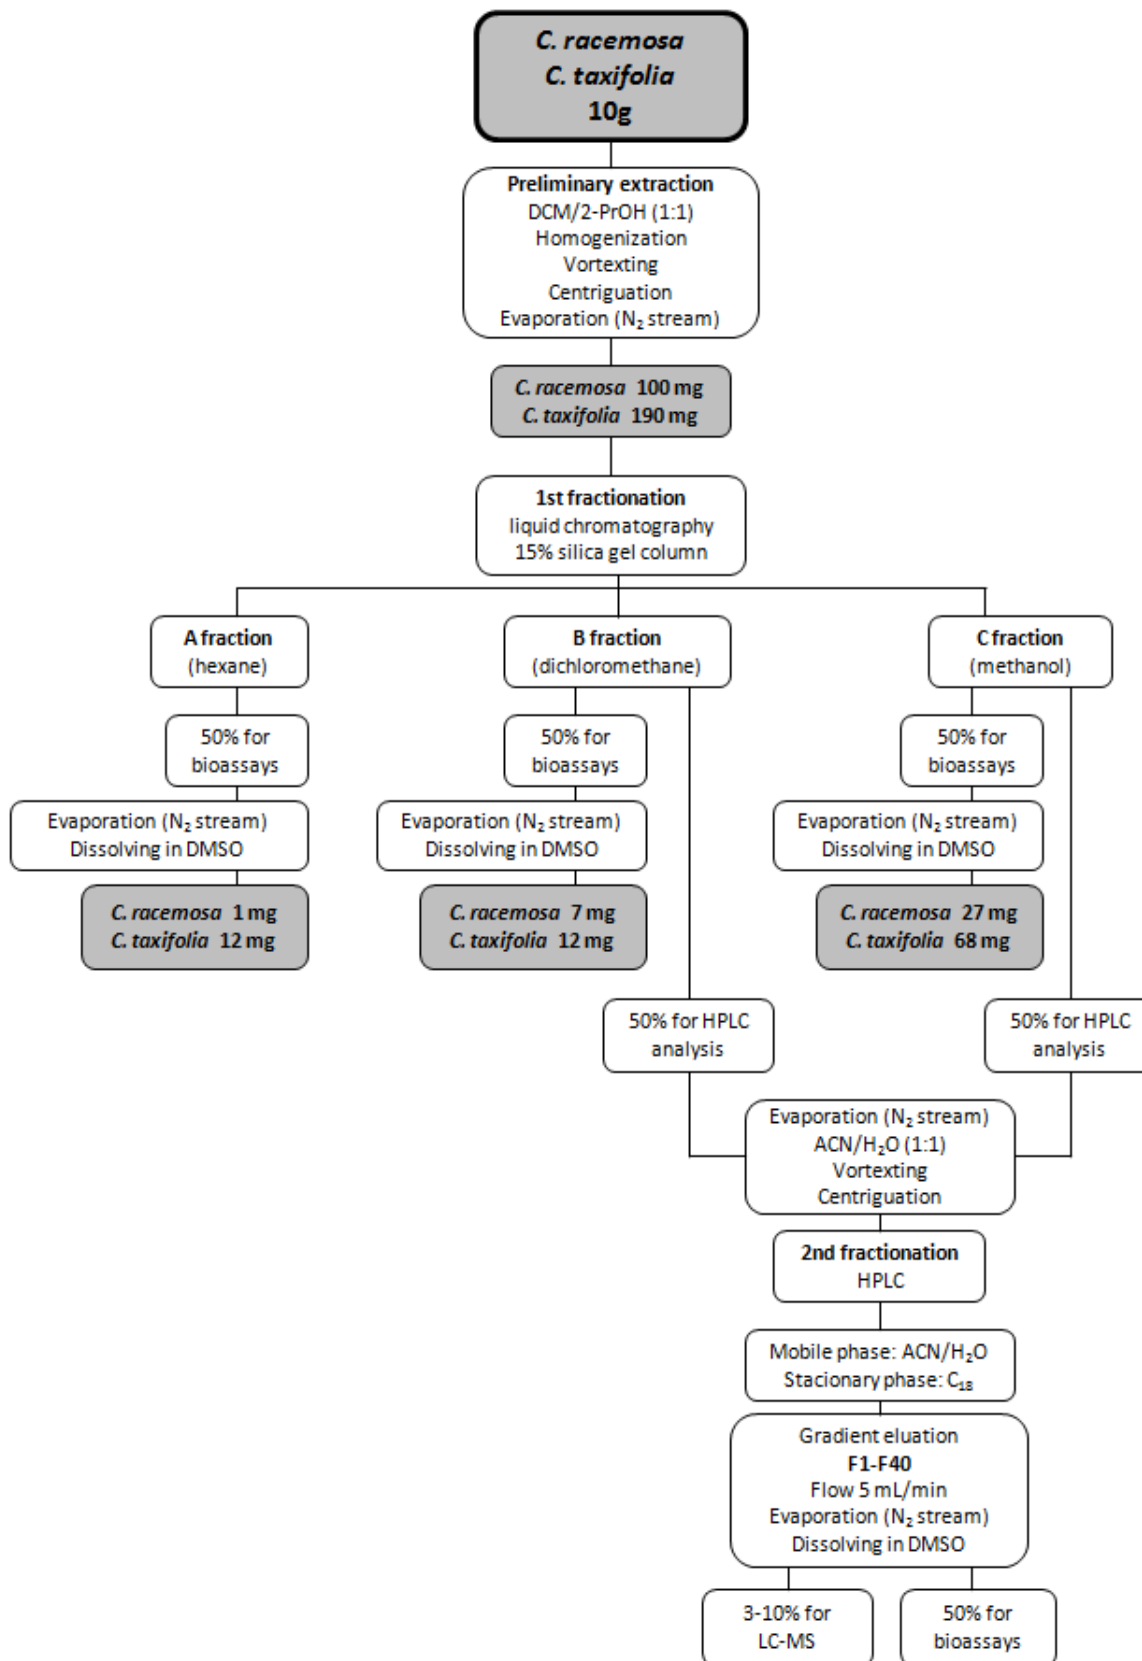 C. racemosa
C. taxifolia
10g
Preliminary extraction
DCM/2-PrOH (1:1)
Homogenization
Vortexting
Centriguation
Evaporation (N₂ stream)
C. racemosa 100 mg
C. taxifolia 190 mg
1st fractionation
liquid chromatography
15% silica gel column
A fraction
(hexane)
B fraction
(dichloromethane)
C fraction
(methanol)
50% for
bioassays
50% for
bioassays
50% for
bioassays
Evaporation (N₂ stream)
Dissolving in DMSO
Evaporation (N₂ stream)
Dissolving in DMSO
Evaporation (N₂ stream)
Dissolving in DMSO
C. racemosa 1 mg
C. taxifolia 12 mg
C. racemosa 7 mg
C. taxifolia 12 mg
C. racemosa 27 mg
C. taxifolia 68 mg
50% for HPLC
analysis
50% for HPLC
analysis
Evaporation (N₂ stream)
ACN/H₂O (1:1)
Vortexting
Centriguation
2nd fractionation
HPLC
Mobile phase: ACN/H₂O
Stacionary phase: C₁₈
Gradient eluation
F1-F40
Flow 5 mL/min
Evaporation (N₂ stream)
Dissolving in DMSO
3-10% for
LC-MS
50% for
bioassays